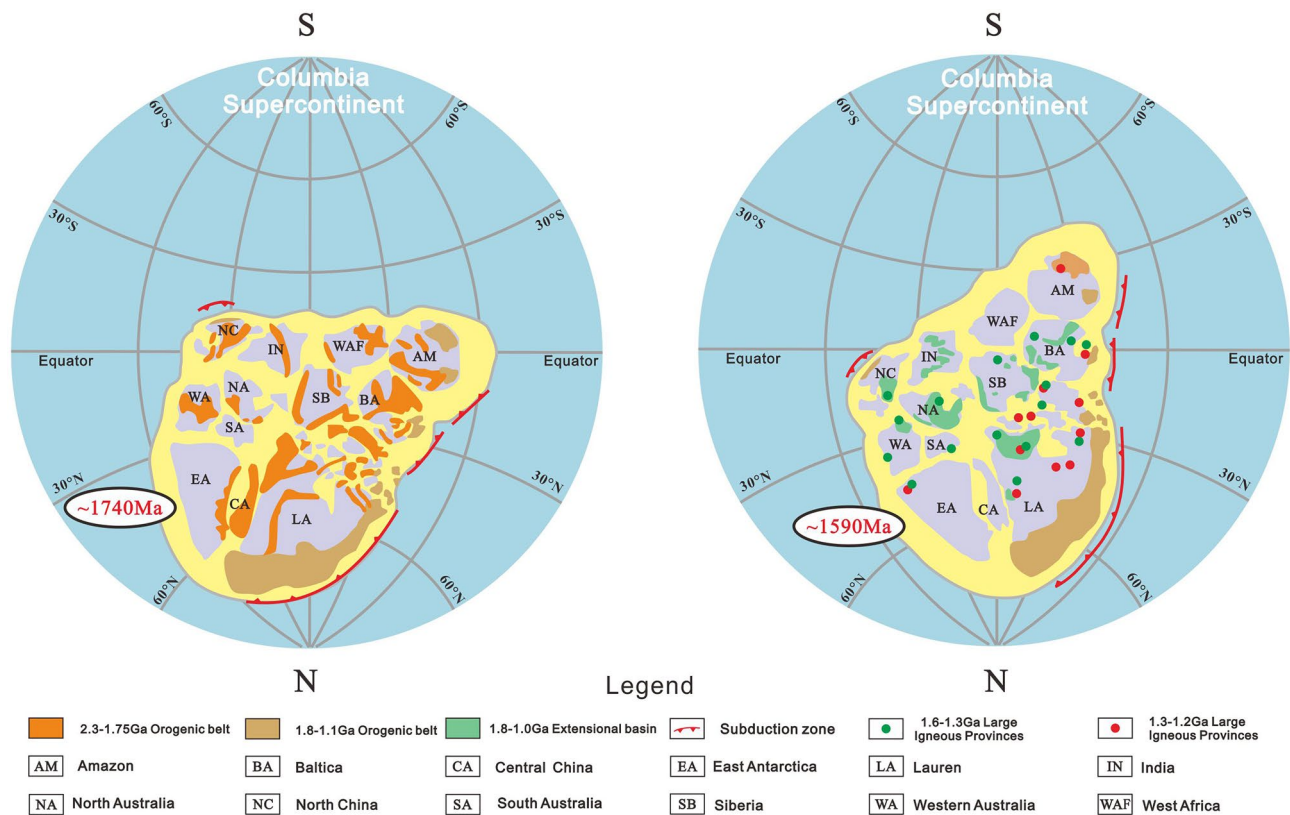 S
Columbia
Supercontinent
60°S
60°S
30°S
30°S
Equator
Equator
NC
IN
WAF
AM
WA
NA
SA
SB
BA
EA
CA
LA
30°N
30°N
~1740Ma
60°N
60°N
N
S
Columbia
Supercontinent
60°S
60°S
30°S
30°S
Equator
Equator
AM
WAF
BA
IN
NC
SB
NA
WA
SA
EA
CA
LA
30°N
30°N
~1590Ma
60°N
60°N
N
Legend
2.3-1.75Ga Orogenic belt
1.8-1.1Ga Orogenic belt
1.8-1.0Ga Extensional basin
Subduction zone
1.6-1.3Ga Large
Igneous Provinces
1.3-1.2Ga Large
Igneous Provinces
AM Amazon
BA Baltica
CA Central China
EA East Antarctica
LA Lauren
IN India
NA North Australia
NC North China
SA South Australia
SB Siberia
WA Western Australia
WAF West Africa